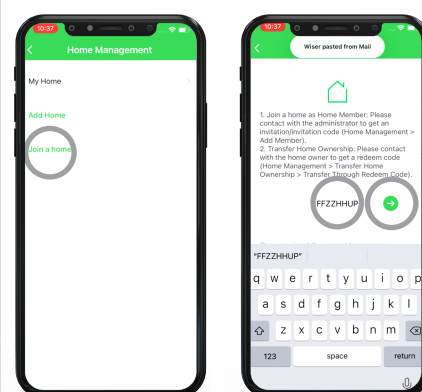 10:37
Home Management
My Home
Add Home
Join a home
10:37
Wiser pasted from Mail
1. Join a home as Home Member: Please
contact with the administrator to get an
invitation/invitation code (Home Management >
Add Member).
2. Transfer Home Ownership: Please contact
with the home owner to get a redeem code
(Home Management > Transfer Home
Ownership > Transfer Through Redeem Code).
FFZZHHUP
"FFZZHHUP"
q w e r t y u i o p
a s d f g h j k l
z x c v b n m
123 space return